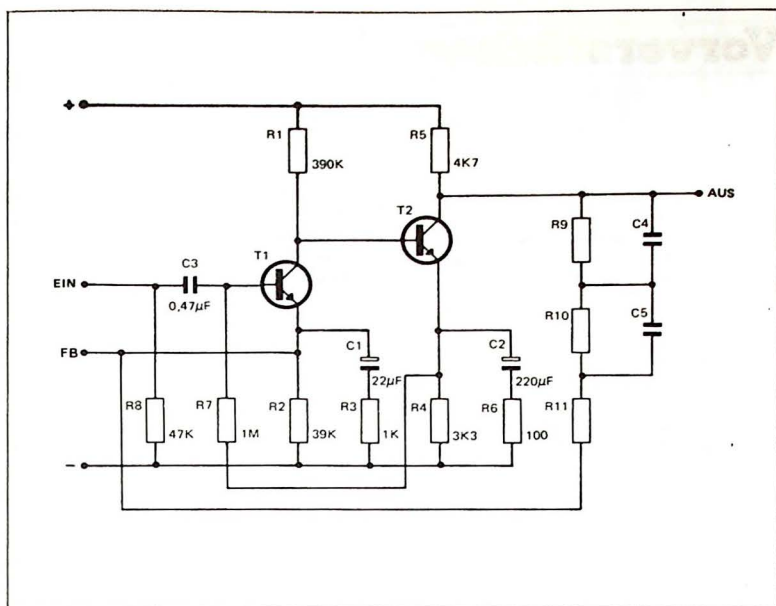 +
R1
390K
R5
4K7
AUS
T2
R9
C4
T1
C3
EIN
0,47µF
R10
C5
FB
C1
22µF
C2
220µF
R8
47K
R7
1M
R2
39K
R3
1K
R4
3K3
R6
100
R11
−